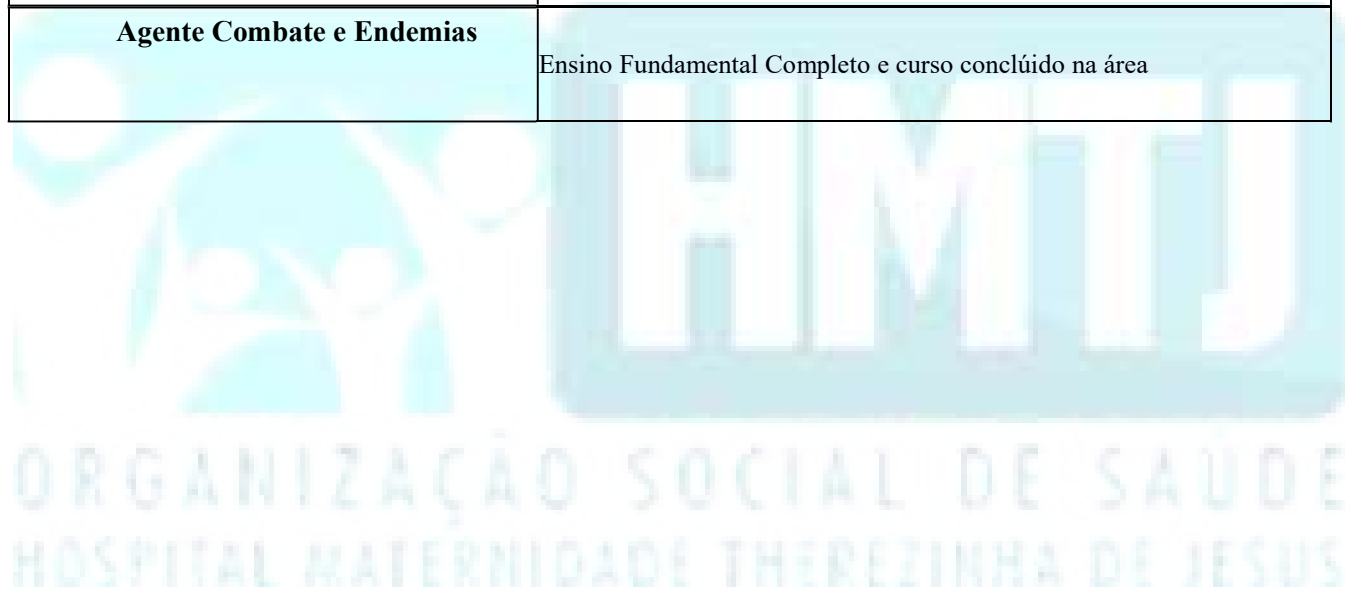 Agente Combate e Endemias
Ensino Fundamental Completo e curso conclúido na área
HMTJ
ORGANIZAÇÃO SOCIAL DE SAÚDE
HOSPITAL MATERNIDADE THEREZINHA DE JESUS